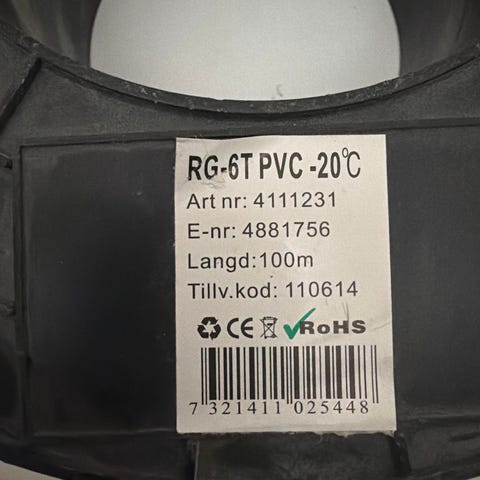 RG-6T PVC -20℃
Art nr: 4111231
E-nr: 4881756
Langd:100m
Tillv.kod: 110614
CE RoHS
7 321411 025448